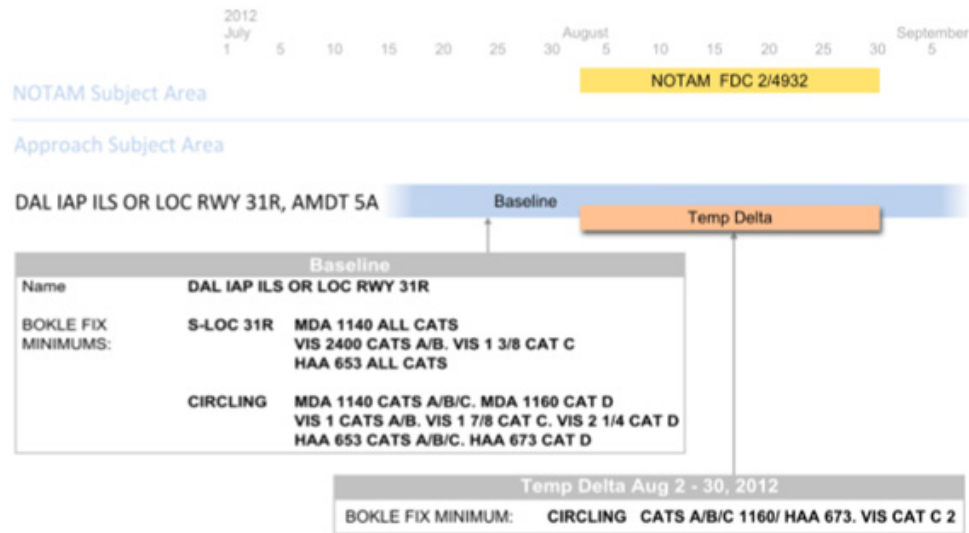 2012
July August September
1 5 10 15 20 25 30 5 10 15 20 25 30 5
NOTAM FDC 2/4932
NOTAM Subject Area
Approach Subject Area
DAL IAP ILS OR LOC RWY 31R, AMDT 5A
Baseline
Temp Delta
Baseline
Name DAL IAP ILS OR LOC RWY 31R
BOKLE FIX S-LOC 31R MDA 1140 ALL CATS
MINIMUMS: VIS 2400 CATS A/B. VIS 1 3/8 CAT C
HAA 653 ALL CATS
CIRCLING MDA 1140 CATS A/B/C. MDA 1160 CAT D
VIS 1 CATS A/B. VIS 1 7/8 CAT C. VIS 2 1/4 CAT D
HAA 653 CATS A/B/C. HAA 673 CAT D
Temp Delta Aug 2 - 30, 2012
BOKLE FIX MINIMUM: CIRCLING CATS A/B/C 1160/ HAA 673. VIS CAT C 2